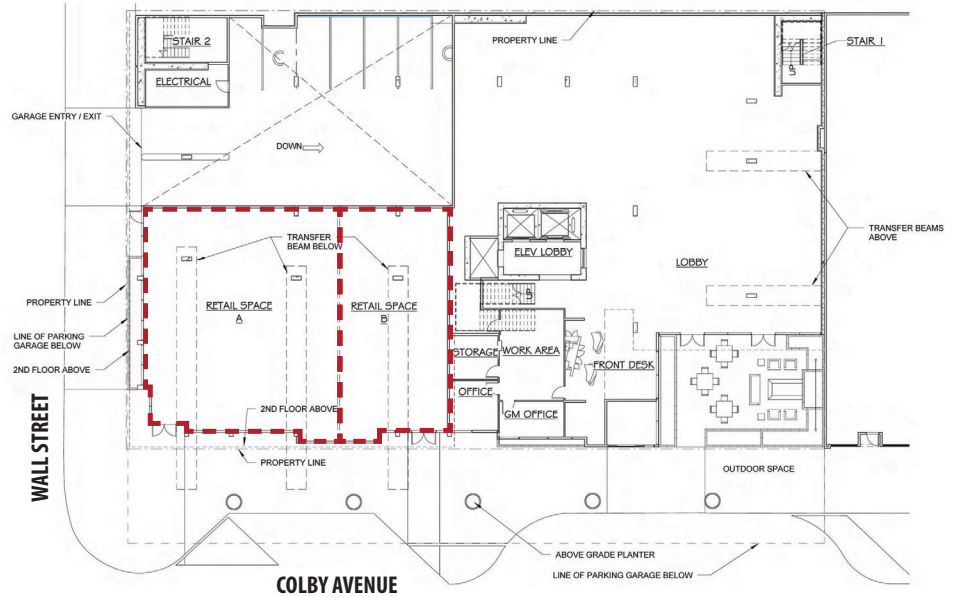 PROPERTY LINE
STAIR 2
STAIR 1
UP
ELECTRICAL
GARAGE ENTRY / EXIT
DOWN
TRANSFER
BEAM BELOW
TRANSFER BEAMS
ABOVE
ELEV LOBBY
LOBBY
RETAIL SPACE
A
RETAIL SPACE
B
UP
PROPERTY LINE
LINE OF PARKING
GARAGE BELOW
2ND FLOOR ABOVE
STORAGE
WORK AREA
FRONT DESK
OFFICE
GM OFFICE
2ND FLOOR ABOVE
PROPERTY LINE
WALL STREET
OUTDOOR SPACE
ABOVE GRADE PLANTER
LINE OF PARKING GARAGE BELOW
COLBY AVENUE